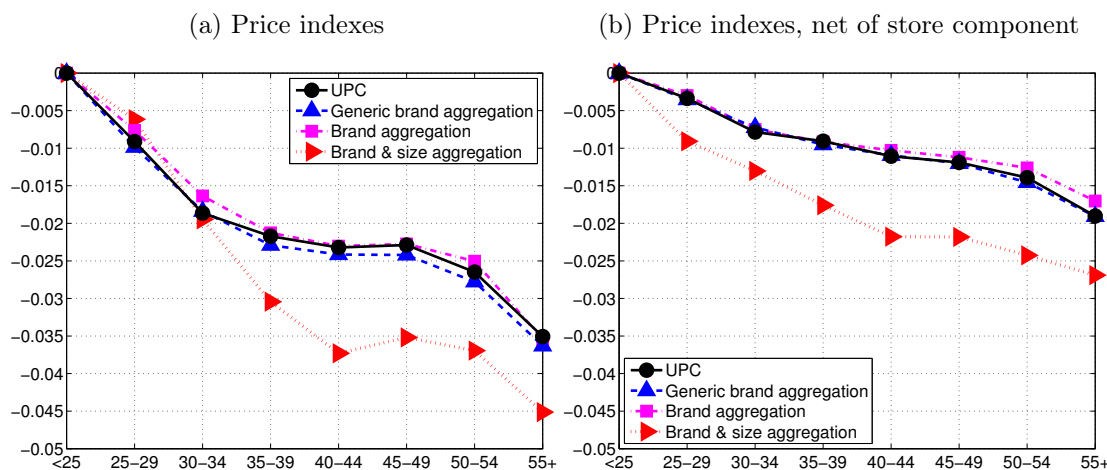 (a) Price indexes
0
−0.005
−0.01
−0.015
−0.02
−0.025
−0.03
−0.035
−0.04
−0.045
−0.05
<25 25−29 30−34 35−39 40−44 45−49 50−54 55+
UPC
Generic brand aggregation
Brand aggregation
Brand & size aggregation
(b) Price indexes, net of store component
0
−0.005
−0.01
−0.015
−0.02
−0.025
−0.03
−0.035
−0.04
−0.045
−0.05
<25 25−29 30−34 35−39 40−44 45−49 50−54 55+
UPC
Generic brand aggregation
Brand aggregation
Brand & size aggregation